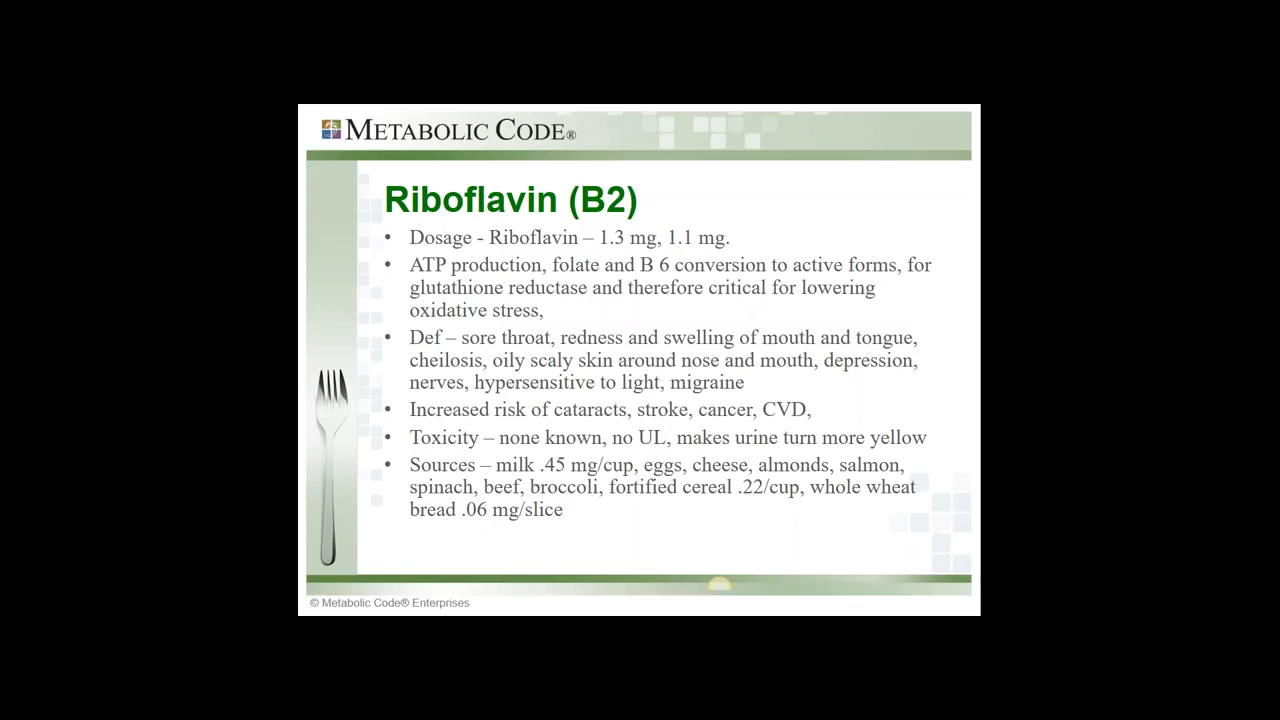 METABOLIC CODE®
Riboflavin (B2)
• Dosage - Riboflavin – 1.3 mg, 1.1 mg.
• ATP production, folate and B 6 conversion to active forms, for
glutathione reductase and therefore critical for lowering
oxidative stress,
• Def – sore throat, redness and swelling of mouth and tongue,
cheilosis, oily scaly skin around nose and mouth, depression,
nerves, hypersensitive to light, migraine
• Increased risk of cataracts, stroke, cancer, CVD,
• Toxicity – none known, no UL, makes urine turn more yellow
• Sources – milk .45 mg/cup, eggs, cheese, almonds, salmon,
spinach, beef, broccoli, fortified cereal .22/cup, whole wheat
bread .06 mg/slice
© Metabolic Code® Enterprises